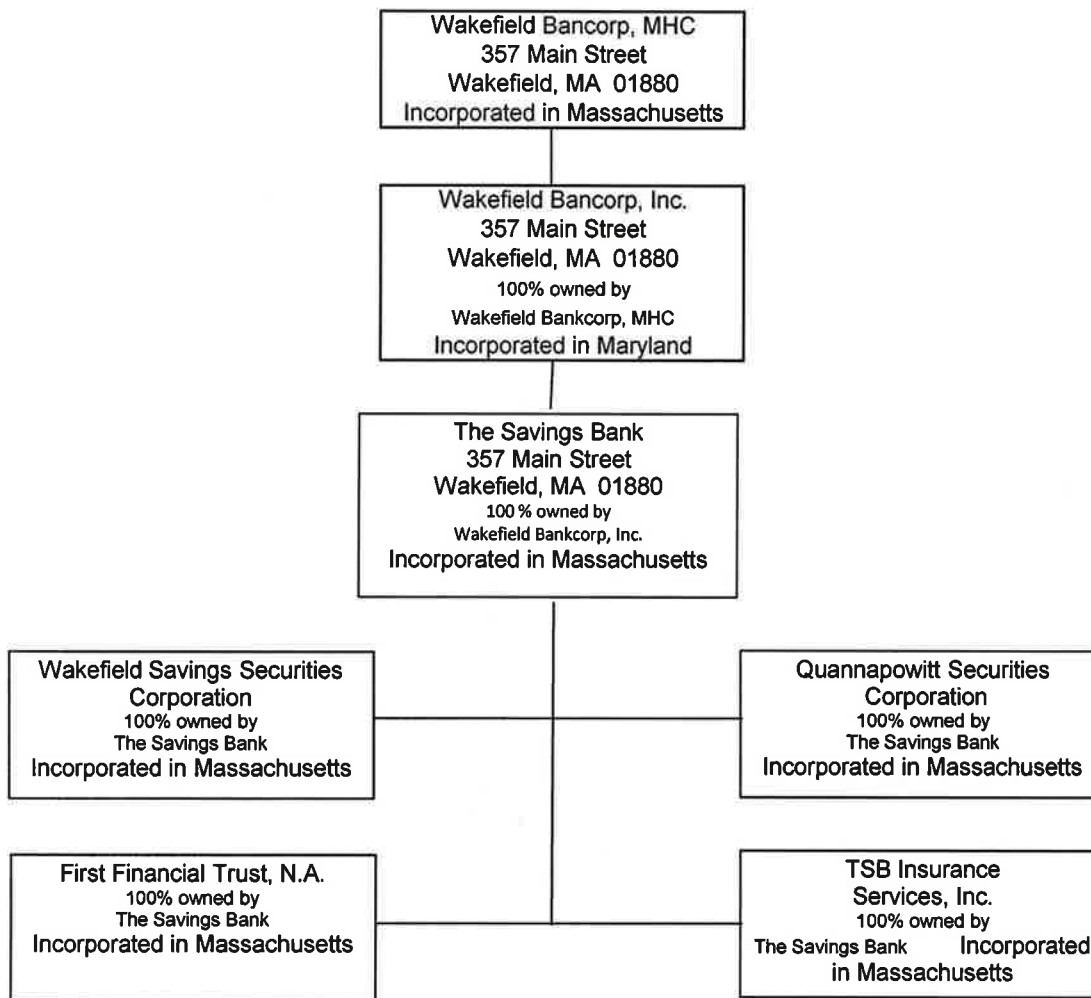 Wakefield Bancorp, MHC
357 Main Street
Wakefield, MA 01880
Incorporated in Massachusetts
Wakefield Bancorp, Inc.
357 Main Street
Wakefield, MA 01880
100% owned by
Wakefield Bankcorp, MHC
Incorporated in Maryland
The Savings Bank
357 Main Street
Wakefield, MA 01880
100 % owned by
Wakefield Bankcorp, Inc.
Incorporated in Massachusetts
Wakefield Savings Securities
Corporation
100% owned by
The Savings Bank
Incorporated in Massachusetts
Quannapowitt Securities
Corporation
100% owned by
The Savings Bank
Incorporated in Massachusetts
First Financial Trust, N.A.
100% owned by
The Savings Bank
Incorporated in Massachusetts
TSB Insurance
Services, Inc.
100% owned by
The Savings Bank Incorporated
in Massachusetts